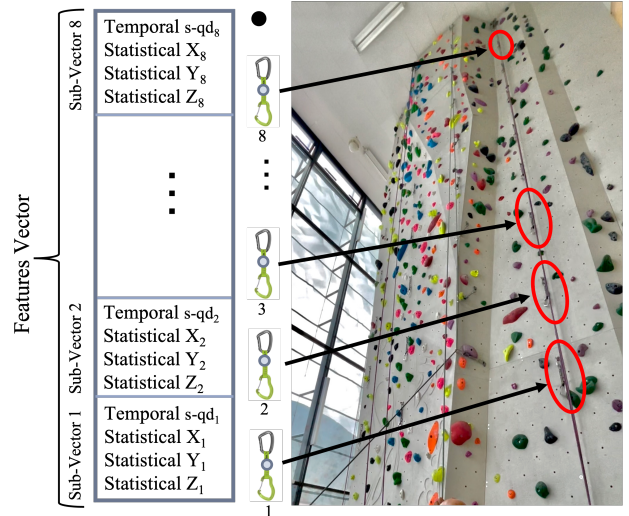 Features Vector
Sub-Vector 8
Temporal s-qd₈
Statistical X₈
Statistical Y₈
Statistical Z₈
8
3
Sub-Vector 2
Temporal s-qd₂
Statistical X₂
Statistical Y₂
Statistical Z₂
2
Sub-Vector 1
Temporal s-qd₁
Statistical X₁
Statistical Y₁
Statistical Z₁
1